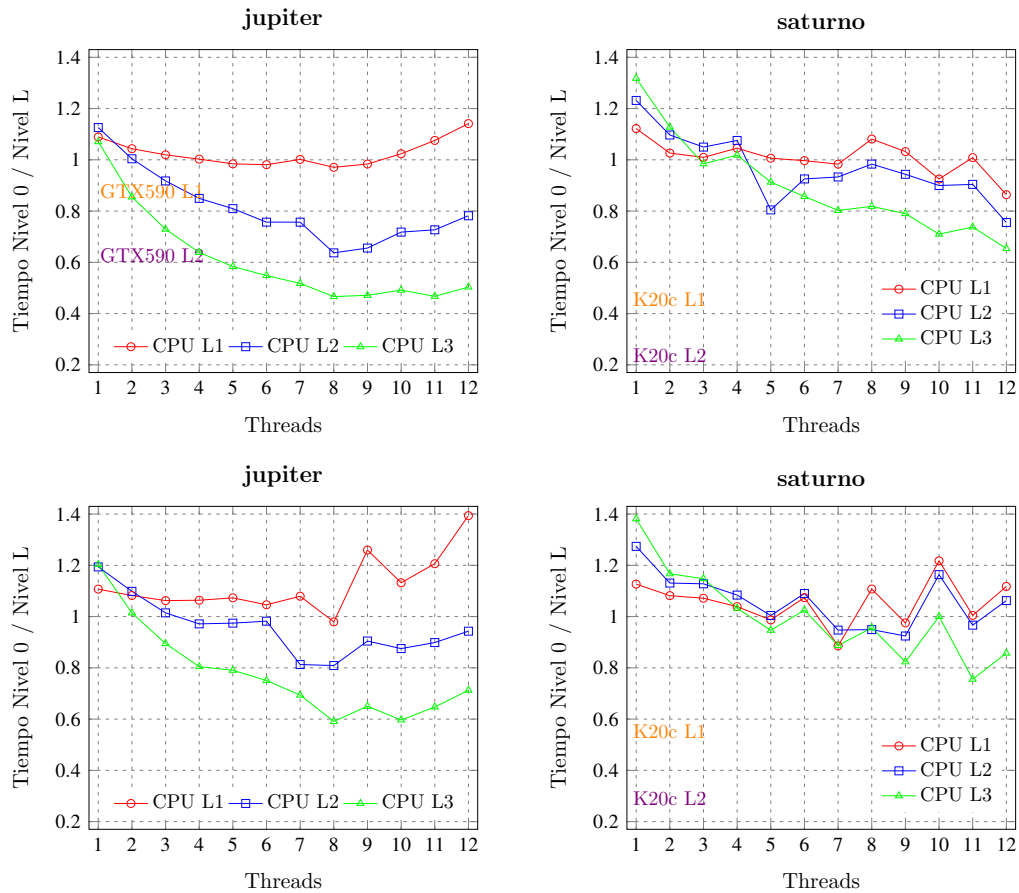 jupiter
Tiempo Nivel 0 / Nivel L
1.4
1.2
1
0.8
0.6
0.4
0.2
GTX590 L1
GTX590 L2
CPU L1 CPU L2 CPU L3
1 2 3 4 5 6 7 8 9 10 11 12
Threads
saturno
Tiempo Nivel 0 / Nivel L
1.4
1.2
1
0.8
0.6
0.4
0.2
K20c L1
K20c L2
CPU L1
CPU L2
CPU L3
1 2 3 4 5 6 7 8 9 10 11 12
Threads
jupiter
Tiempo Nivel 0 / Nivel L
1.4
1.2
1
0.8
0.6
0.4
0.2
CPU L1 CPU L2 CPU L3
1 2 3 4 5 6 7 8 9 10 11 12
Threads
saturno
Tiempo Nivel 0 / Nivel L
1.4
1.2
1
0.8
0.6
0.4
0.2
K20c L1
K20c L2
CPU L1
CPU L2
CPU L3
1 2 3 4 5 6 7 8 9 10 11 12
Threads